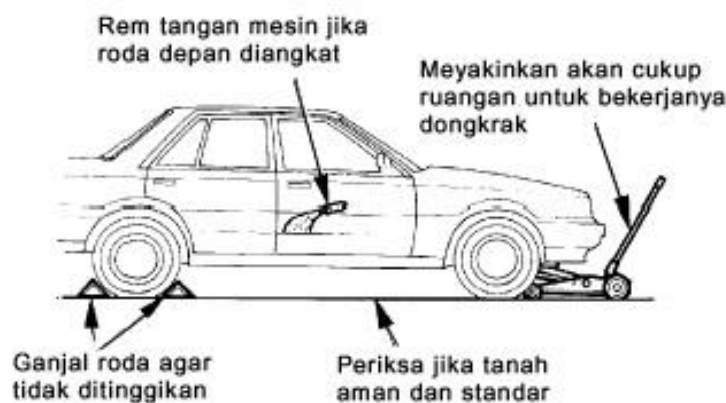 Rem tangan mesin jika
roda depan diangkat
Meyakinkan akan cukup
ruangan untuk bekerjanya
dongkrak
Ganjal roda agar
tidak ditinggikan
Periksa jika tanah
aman dan standar